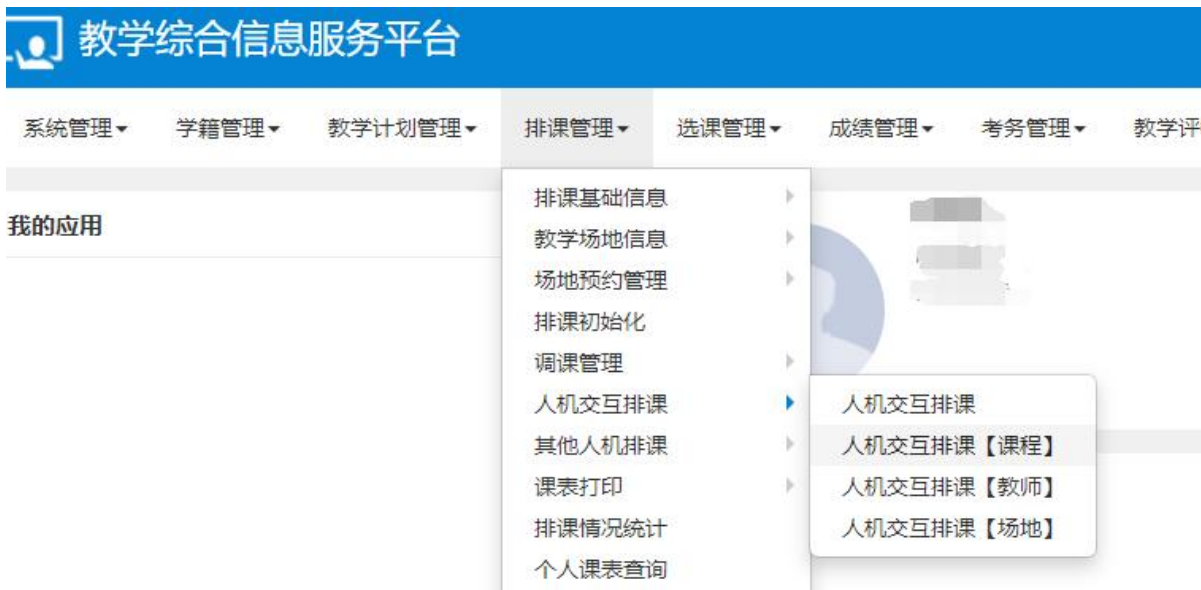 教学综合信息服务平台
系统管理 学籍管理 教学计划管理 排课管理 选课管理 成绩管理 考务管理 教学评
我的应用
排课基础信息
教学场地信息
场地预约管理
排课初始化
调课管理
人机交互排课
其他人机排课
课表打印
排课情况统计
个人课表查询
人机交互排课
人机交互排课【课程】
人机交互排课【教师】
人机交互排课【场地】